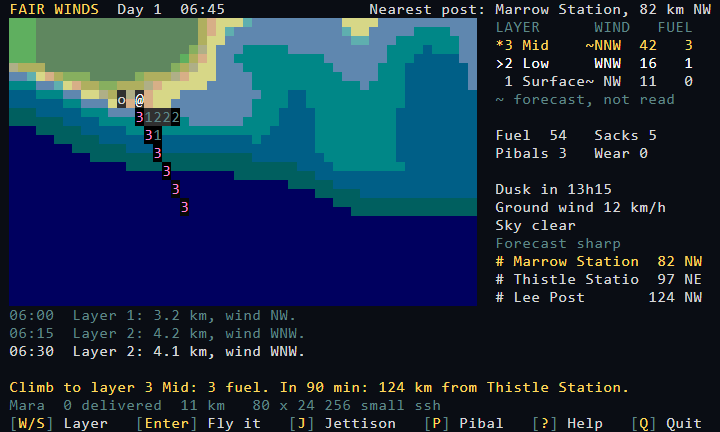 FAIR WINDS  Day 1  06:45  Nearest post: Marrow Station, 82 km NW
LAYER  WIND  FUEL
*3 Mid  ~NNW  42  3
>2 Low  WNW  16  1
1 Surface~ NW  11  0
~ forecast, not read
o @
31222
31
3
3
3
3
Fuel  54  Sacks 5
Pibals 3  Wear 0
Dusk in 13h15
Ground wind 12 km/h
Sky clear
Forecast sharp
# Marrow Station  82 NW
# Thistle Statio  97 NE
# Lee Post  124 NW
06:00  Layer 1: 3.2 km, wind NW.
06:15  Layer 2: 4.2 km, wind WNW.
06:30  Layer 2: 4.1 km, wind WNW.
Climb to layer 3 Mid: 3 fuel. In 90 min: 124 km from Thistle Station.
Mara  0 delivered  11 km  80 x 24 256 small ssh
[W/S] Layer  [Enter] Fly it  [J] Jettison  [P] Pibal  [?] Help  [Q] Quit